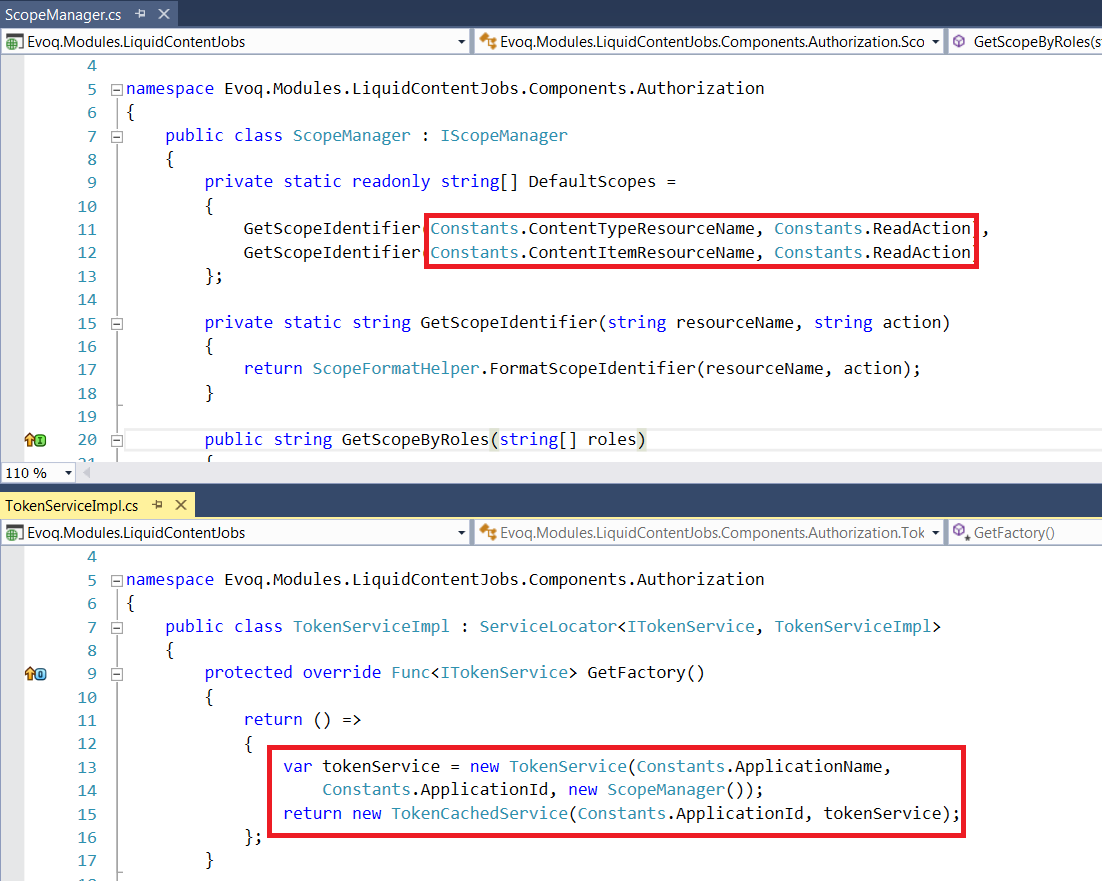 ScopeManager.cs
Evoq.Modules.LiquidContentJobs Evoq.Modules.LiquidContentJobs.Components.Authorization.Sco GetScopeByRoles(st
4
5 namespace Evoq.Modules.LiquidContentJobs.Components.Authorization
6 {
7     public class ScopeManager : IScopeManager
8     {
9         private static readonly string[] DefaultScopes =
10         {
11             GetScopeIdentifier(Constants.ContentTypeResourceName, Constants.ReadAction),
12             GetScopeIdentifier(Constants.ContentItemResourceName, Constants.ReadAction)
13         };
14
15         private static string GetScopeIdentifier(string resourceName, string action)
16         {
17             return ScopeFormatHelper.FormatScopeIdentifier(resourceName, action);
18         }
19
20         public string GetScopeByRoles(string[] roles)
21         {
110 %
TokenServiceImpl.cs
Evoq.Modules.LiquidContentJobs Evoq.Modules.LiquidContentJobs.Components.Authorization.Tok GetFactory()
4
5 namespace Evoq.Modules.LiquidContentJobs.Components.Authorization
6 {
7     public class TokenServiceImpl : ServiceLocator<ITokenService, TokenServiceImpl>
8     {
9         protected override Func<ITokenService> GetFactory()
10         {
11             return () =>
12             {
13                 var tokenService = new TokenService(Constants.ApplicationName,
14                     Constants.ApplicationId, new ScopeManager());
15                 return new TokenCachedService(Constants.ApplicationId, tokenService);
16             };
17         }